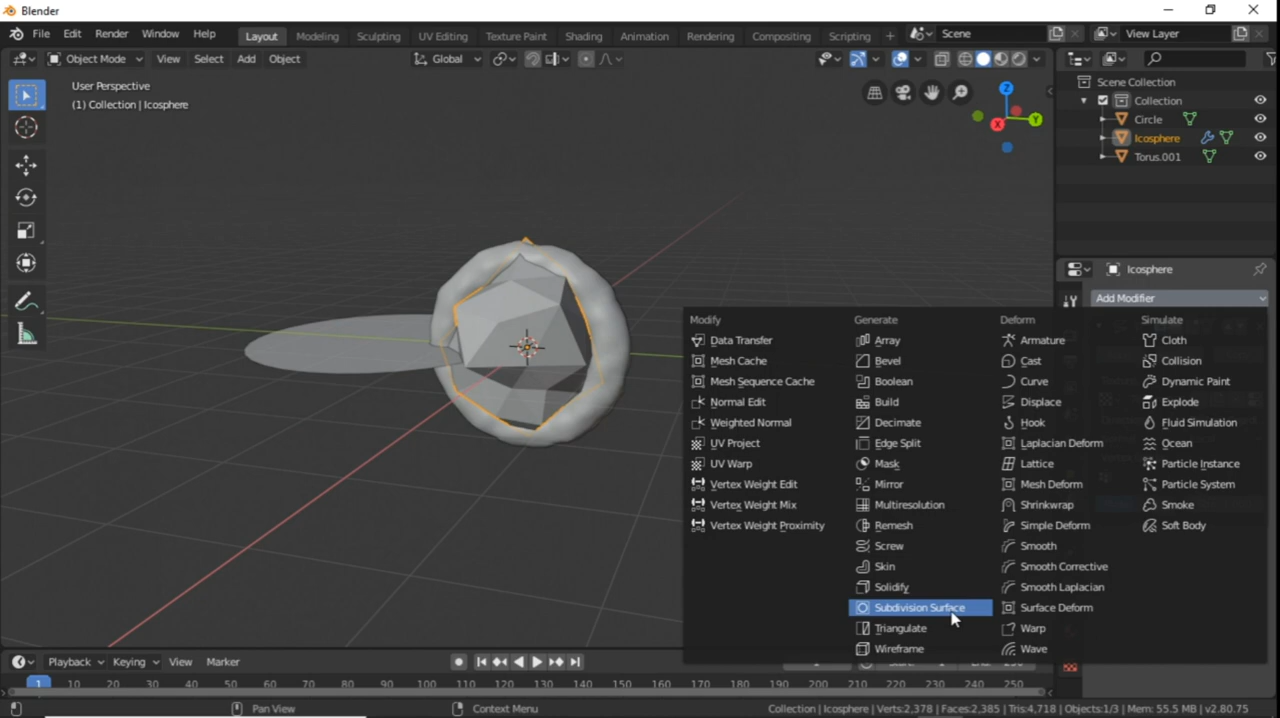 Blender
File Edit Render Window Help Layout Modeling Sculpting UV Editing Texture Paint Shading Animation Rendering Compositing Scripting + Scene View Layer
Object Mode View Select Add Object Global
User Perspective
(1) Collection | Icosphere
Z
Y
X
Scene Collection
Collection
Circle
Icosphere
Torus.001
Icosphere
Add Modifier
Modify Generate Deform Simulate
Data Transfer Array Armature Cloth
Mesh Cache Bevel Cast Collision
Mesh Sequence Cache Boolean Curve Dynamic Paint
Normal Edit Build Displace Explode
Weighted Normal Decimate Hook Fluid Simulation
UV Project Edge Split Laplacian Deform Ocean
UV Warp Mask Lattice Particle Instance
Vertex Weight Edit Mirror Mesh Deform Particle System
Vertex Weight Mix Multiresolution Shrinkwrap Smoke
Vertex Weight Proximity Remesh Simple Deform Soft Body
Screw Smooth
Skin Smooth Corrective
Solidify Smooth Laplacian
Subdivision Surface Surface Deform
Triangulate Warp
Wireframe Wave
Playback Keying View Marker
1 10 20 30 40 50 60 70 80 90 100 110 120 130 140 150 160 170 180 190 200 210 220 230 240 250
Pan View Context Menu Collection | Icosphere | Verts:2,378 | Faces:2,385 | Tris:4,718 | Objects:1/3 | Mem: 55.5 MB | v2.80.75